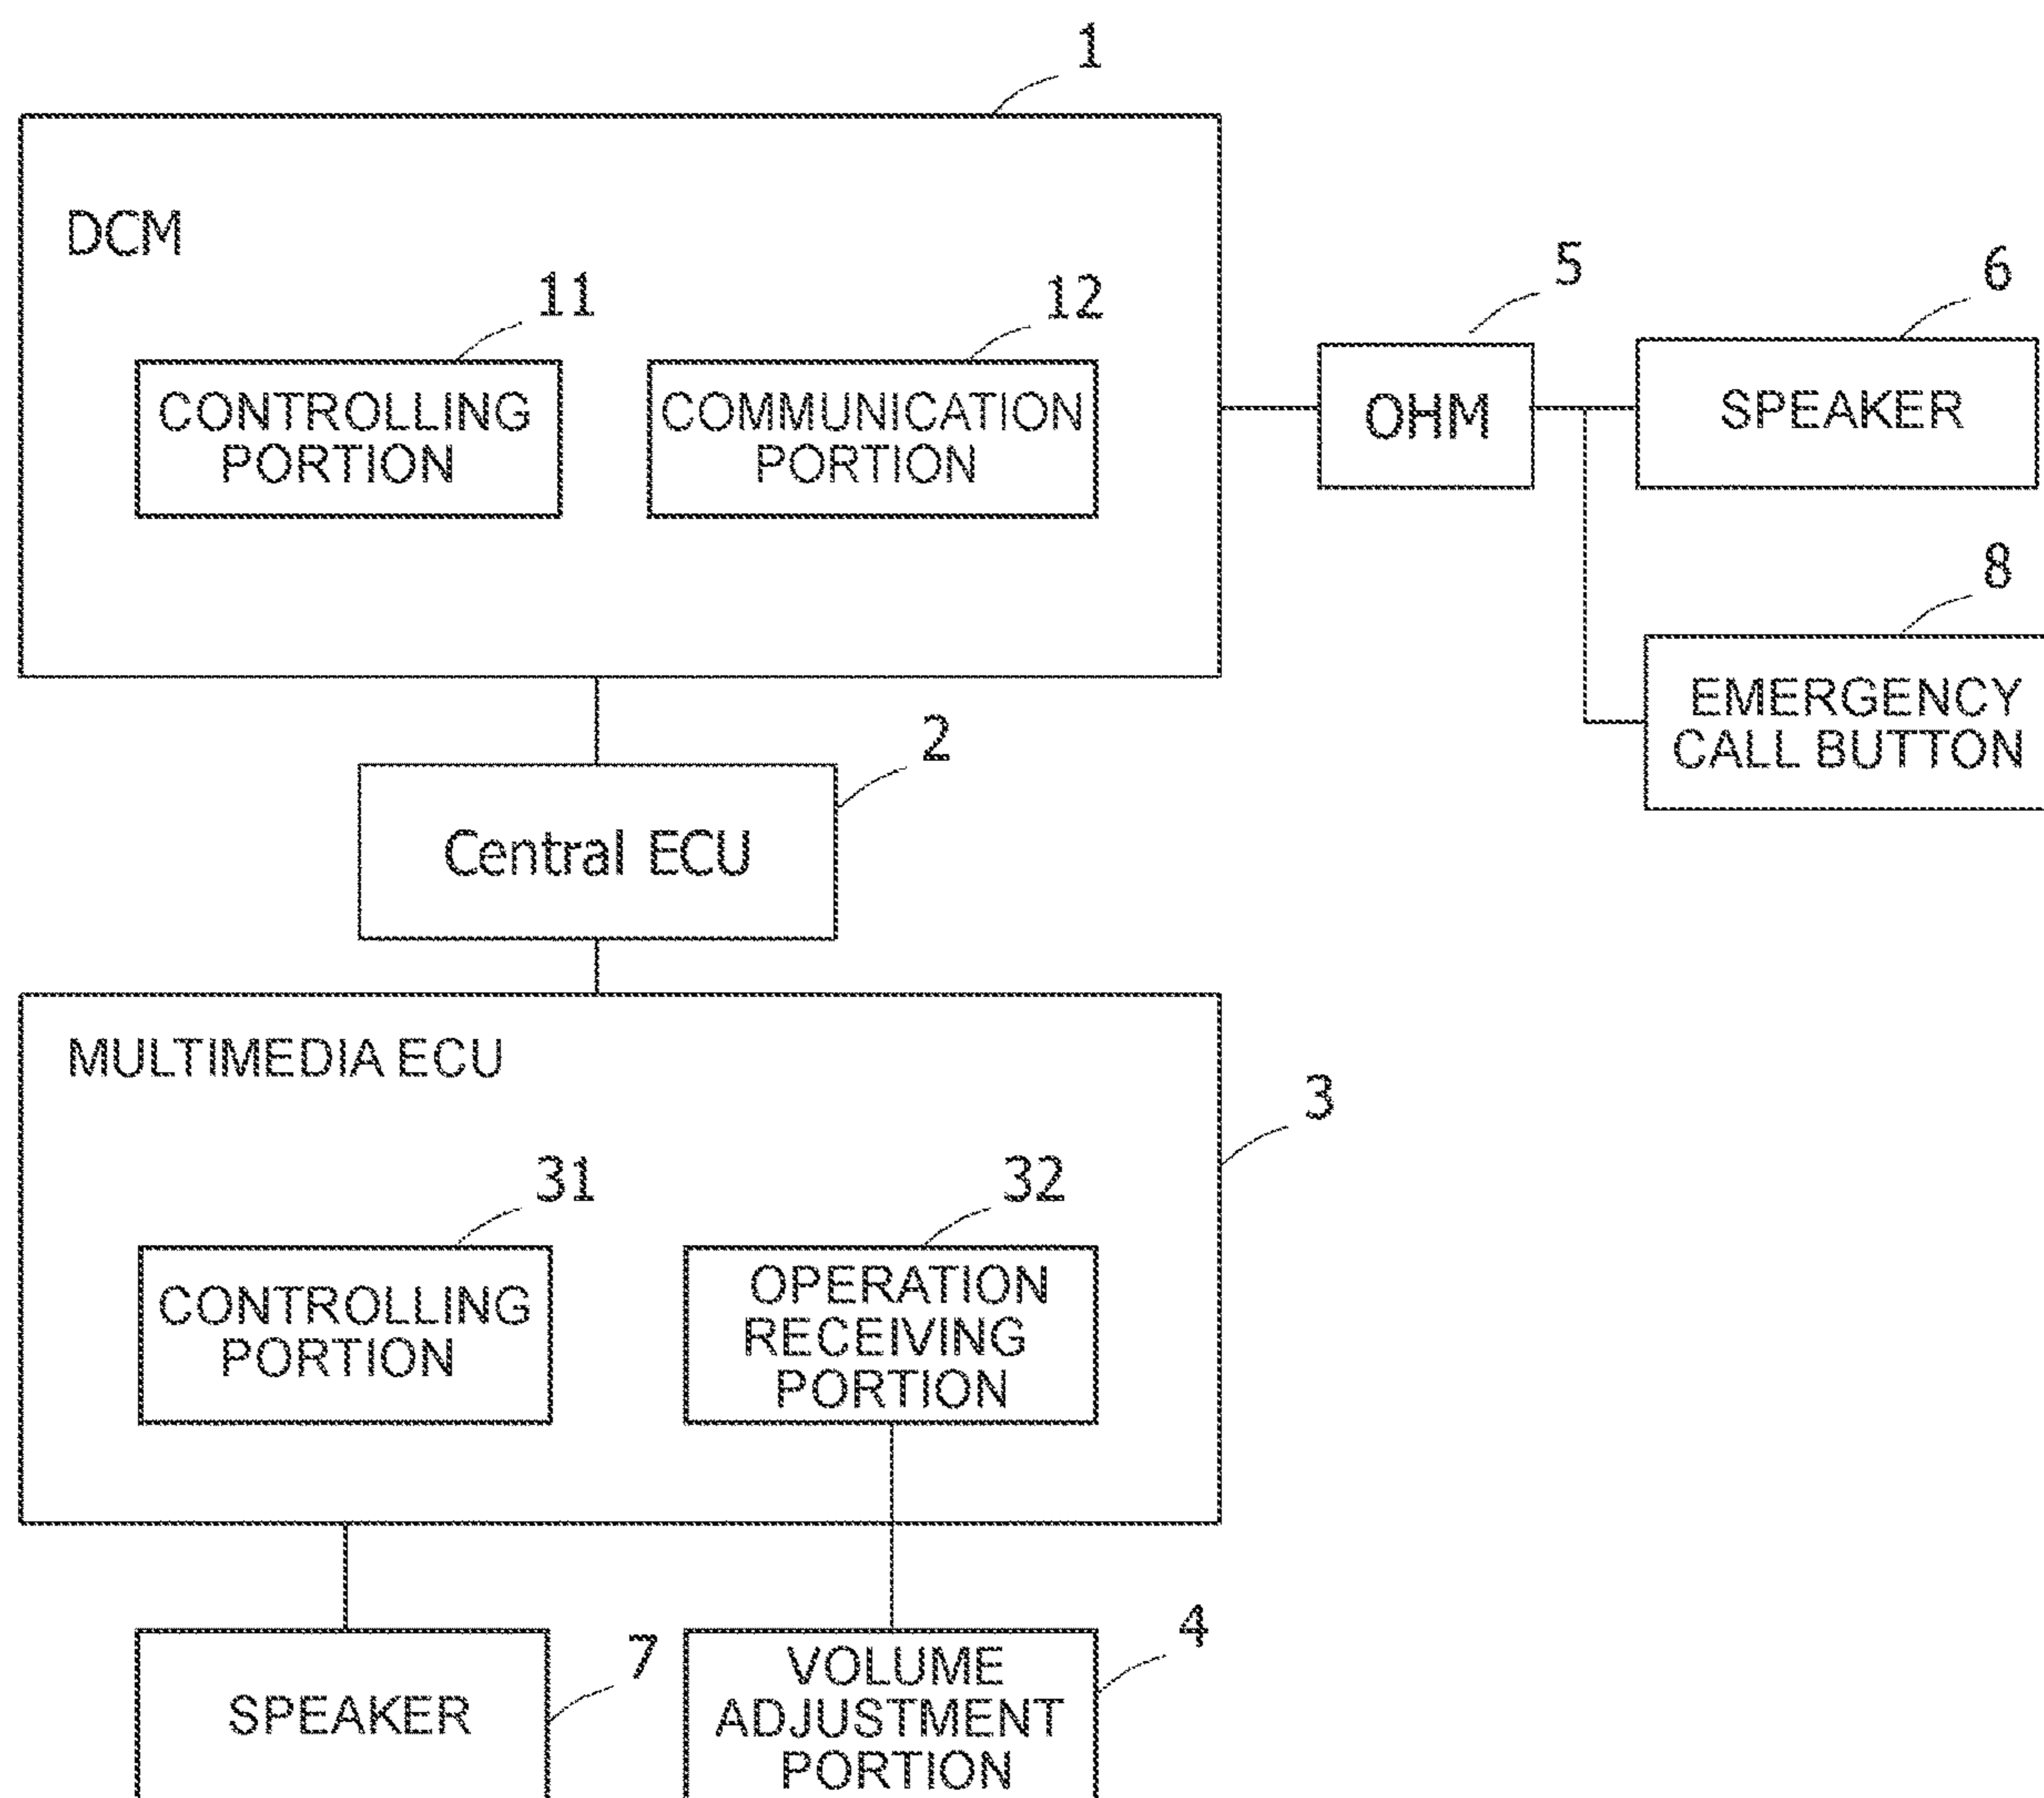 1
DCM
11
12
CONTROLLING
PORTION
COMMUNICATION
PORTION
5
OHM
6
SPEAKER
8
EMERGENCY
CALL BUTTON
2
Central ECU
MULTIMEDIA ECU
3
31
32
CONTROLLING
PORTION
OPERATION
RECEIVING
PORTION
7
SPEAKER
4
VOLUME
ADJUSTMENT
PORTION